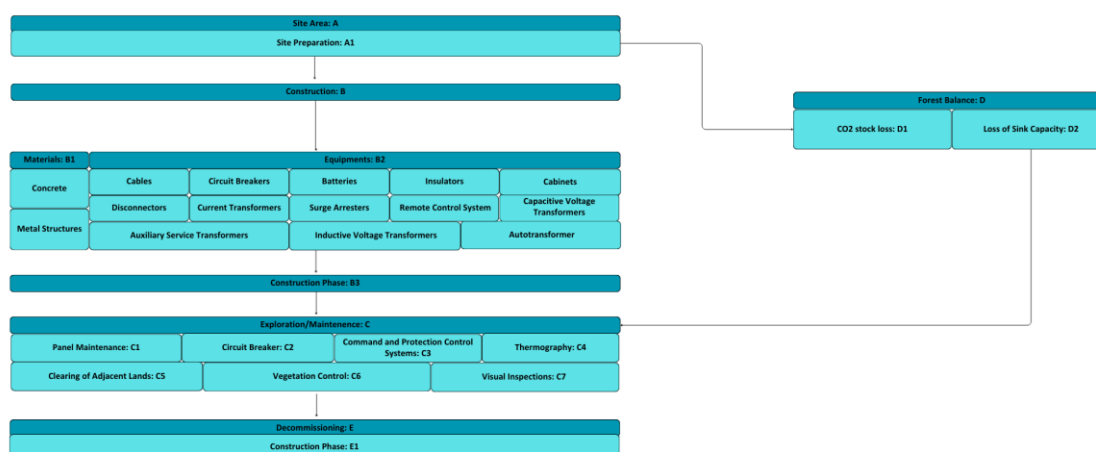 Site Area: A
Site Preparation: A1
Construction: B
Forest Balance: D
CO2 stock loss: D1
Loss of Sink Capacity: D2
Materials: B1
Equipments: B2
Concrete
Metal Structures
Cables
Circuit Breakers
Batteries
Insulators
Cabinets
Disconnectors
Current Transformers
Surge Arresters
Remote Control System
Capacitive Voltage
Transformers
Auxiliary Service Transformers
Inductive Voltage Transformers
Autotransformer
Construction Phase: B3
Exploration/Maintenence: C
Panel Maintenance: C1
Circuit Breaker: C2
Command and Protection Control
Systems: C3
Thermography: C4
Clearing of Adjacent Lands: C5
Vegetation Control: C6
Visual Inspections: C7
Decommissioning: E
Construction Phase: E1